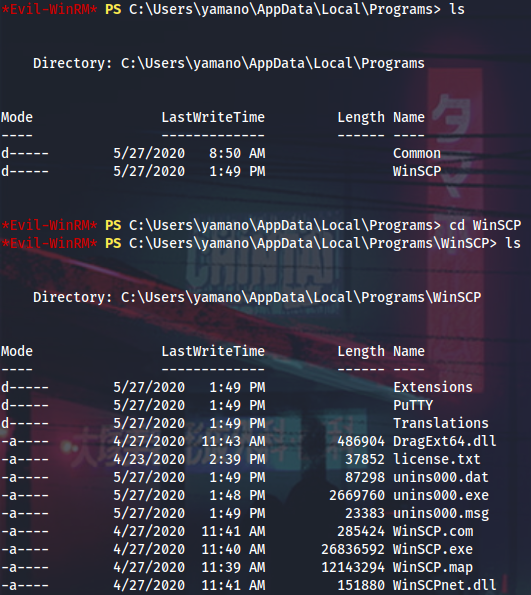 *Evil-WinRM* PS C:\Users\yamano\AppData\Local\Programs> ls
Directory: C:\Users\yamano\AppData\Local\Programs
Mode LastWriteTime Length Name
---- ------------- ------ ----
d----- 5/27/2020 8:50 AM Common
d----- 5/27/2020 1:49 PM WinSCP
*Evil-WinRM* PS C:\Users\yamano\AppData\Local\Programs> cd WinSCP
*Evil-WinRM* PS C:\Users\yamano\AppData\Local\Programs\WinSCP> ls
Directory: C:\Users\yamano\AppData\Local\Programs\WinSCP
Mode LastWriteTime Length Name
---- ------------- ------ ----
d----- 5/27/2020 1:49 PM Extensions
d----- 5/27/2020 1:49 PM PuTTY
d----- 5/27/2020 1:49 PM Translations
-a---- 4/27/2020 11:43 AM 486904 DragExt64.dll
-a---- 4/23/2020 2:39 PM 37852 license.txt
-a---- 5/27/2020 1:49 PM 87298 unins000.dat
-a---- 5/27/2020 1:48 PM 2669760 unins000.exe
-a---- 5/27/2020 1:49 PM 23383 unins000.msg
-a---- 4/27/2020 11:41 AM 285424 WinSCP.com
-a---- 4/27/2020 11:40 AM 26836592 WinSCP.exe
-a---- 4/27/2020 11:39 AM 12143294 WinSCP.map
-a---- 4/27/2020 11:41 AM 151880 WinSCPnet.dll